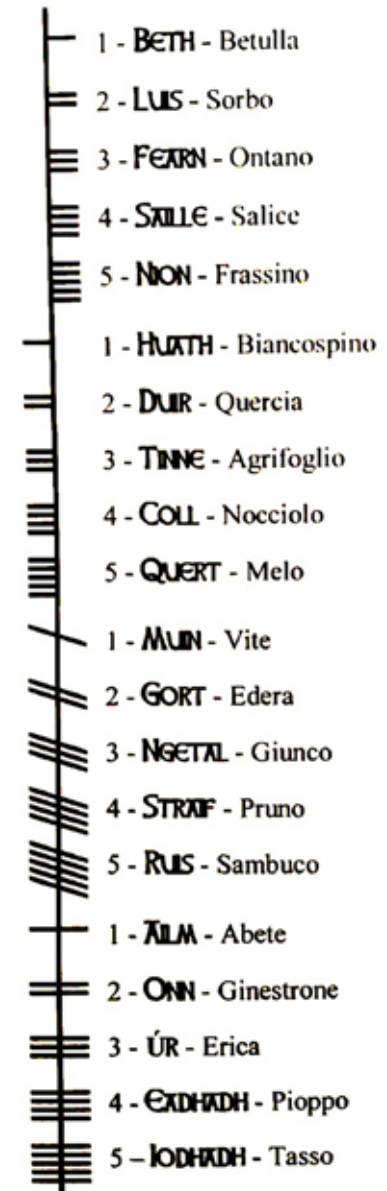 1 - BETH - Betulla
2 - LUIS - Sorbo
3 - FEARN - Ontano
4 - SAILLE - Salice
5 - NION - Frassino
1 - HUATH - Biancospino
2 - DUIR - Quercia
3 - TINNE - Agrifoglio
4 - COLL - Nocciolo
5 - QUERT - Melo
1 - MUIN - Vite
2 - GORT - Edera
3 - NGETAL - Giunco
4 - STRAIF - Pruno
5 - RUIS - Sambuco
1 - AILM - Abete
2 - ONN - Ginestrone
3 - ÚR - Erica
4 - EADHADH - Pioppo
5 – IODHADH - Tasso